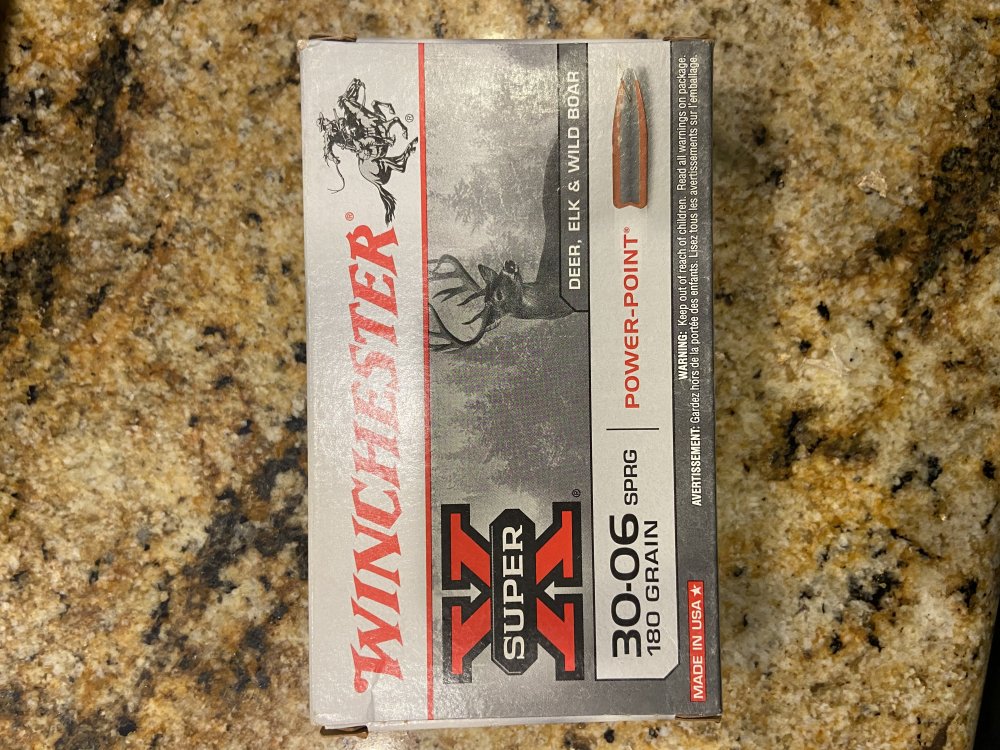 WINCHESTER®
®
SUPER X®
DEER, ELK & WILD BOAR
30-06 SPRG
180 GRAIN
POWER-POINT®
MADE IN USA ★
WARNING: Keep out of reach of children. Read all warnings on package.
AVERTISSEMENT: Gardez hors de la portée des enfants. Lisez tous les avertissements sur l'emballage.